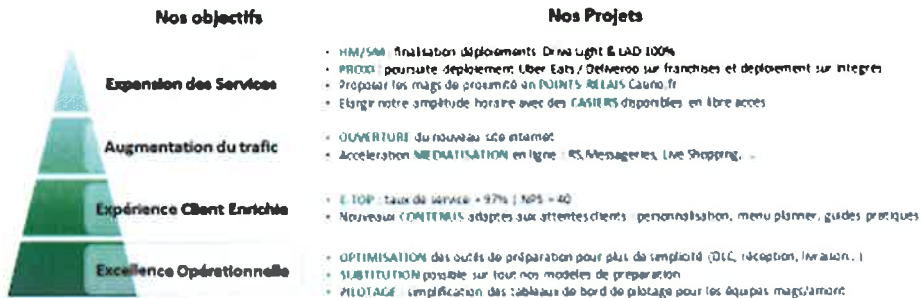 Nos objectifs
Nos Projets
Expansion des Services
• HM/SM : finalisation déploiements Drive Light & LAD 100%
• PROXI : poursuite déploiement Uber Eats / Deliveroo sur franchises et déploiement sur intégrés
• Proposer les mags de proximité en POINTS RELAIS Casino.fr
• Elargir notre amplitude horaire avec des CASIERS disponibles en libre accès
Augmentation du trafic
• OUVERTURE du nouveau site internet
• Accélération MEDIATISATION en ligne : RS, Messageries, Live Shopping, ...
Expérience Client Enrichie
• E-TOP : taux de service > 97% | NPS > 40
• Nouveaux CONTENUS adaptés aux attentes clients : personnalisation, menu planner, guides pratiques
Excellence Opérationnelle
• OPTIMISATION des outils de préparation pour plus de simplicité (DLC, réception, livraison...)
• SUBSTITUTION possible sur tout nos modèles de préparation
• PILOTAGE : simplification des tableaux de bord de pilotage pour les équipes mags/amont